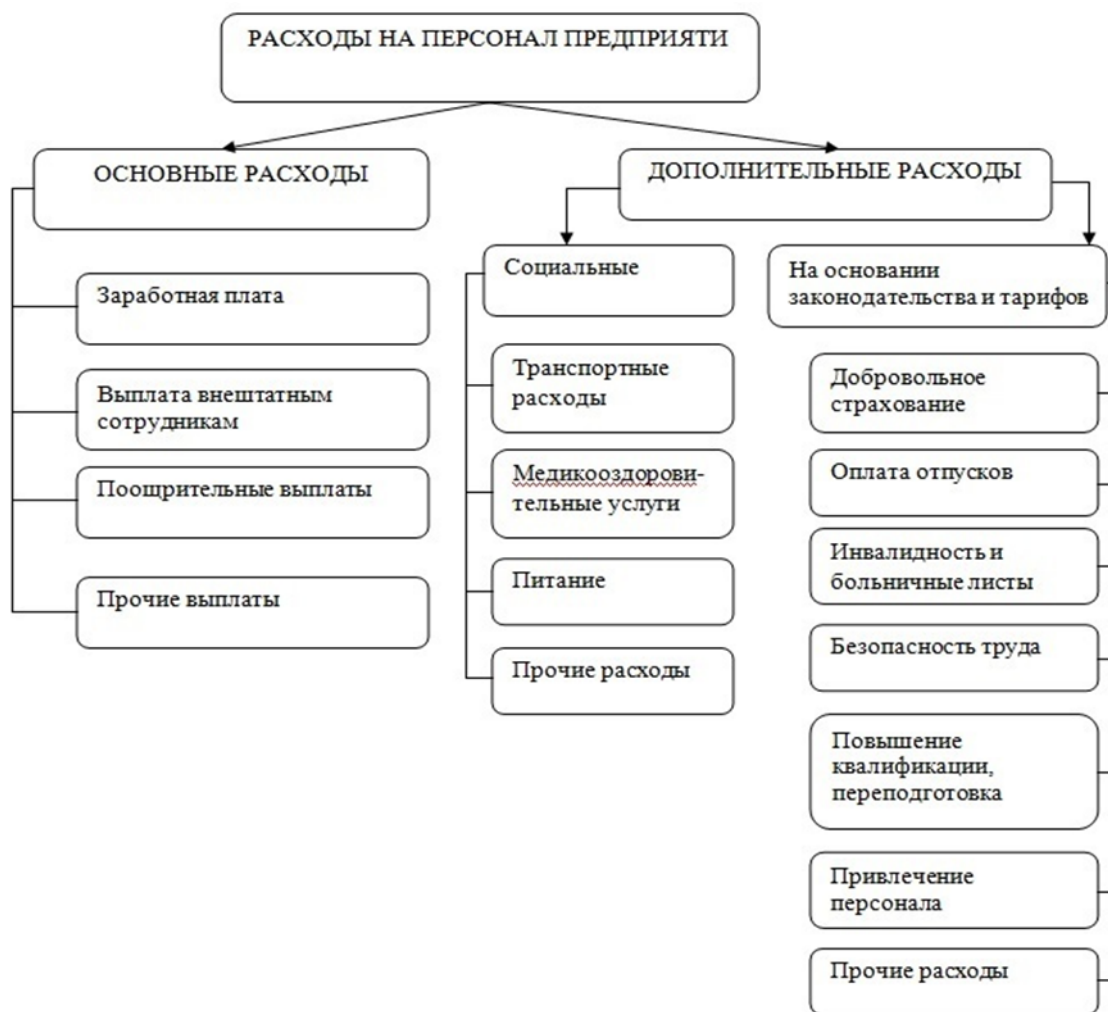 РАСХОДЫ НА ПЕРСОНАЛ ПРЕДПРИЯТИ
ОСНОВНЫЕ РАСХОДЫ
Заработная плата
Выплата внештатным
сотрудникам
Поощрительные выплаты
Прочие выплаты
ДОПОЛНИТЕЛЬНЫЕ РАСХОДЫ
Социальные
Транспортные
расходы
Медикооздорови-
тельные услуги
Питание
Прочие расходы
На основании
законодательства и тарифов
Добровольное
страхование
Оплата отпусков
Инвалидность и
больничные листы
Безопасность труда
Повышение
квалификации,
переподготовка
Привлечение
персонала
Прочие расходы